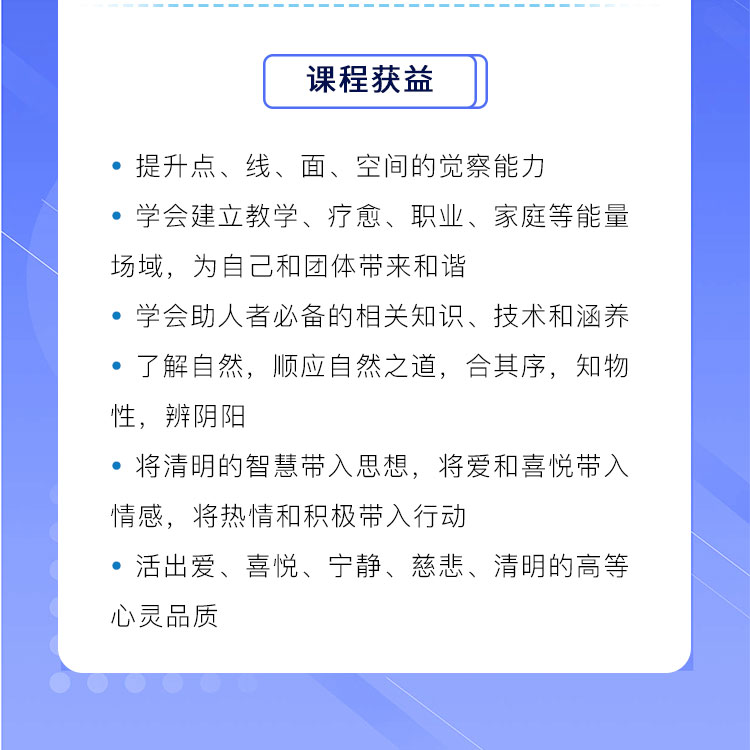 课程获益
• 提升点、线、面、空间的觉察能力
• 学会建立教学、疗愈、职业、家庭等能量
场域，为自己和团体带来和谐
• 学会助人者必备的相关知识、技术和涵养
• 了解自然，顺应自然之道，合其序，知物
性，辨阴阳
• 将清明的智慧带入思想，将爱和喜悦带入
情感，将热情和积极带入行动
• 活出爱、喜悦、宁静、慈悲、清明的高等
心灵品质